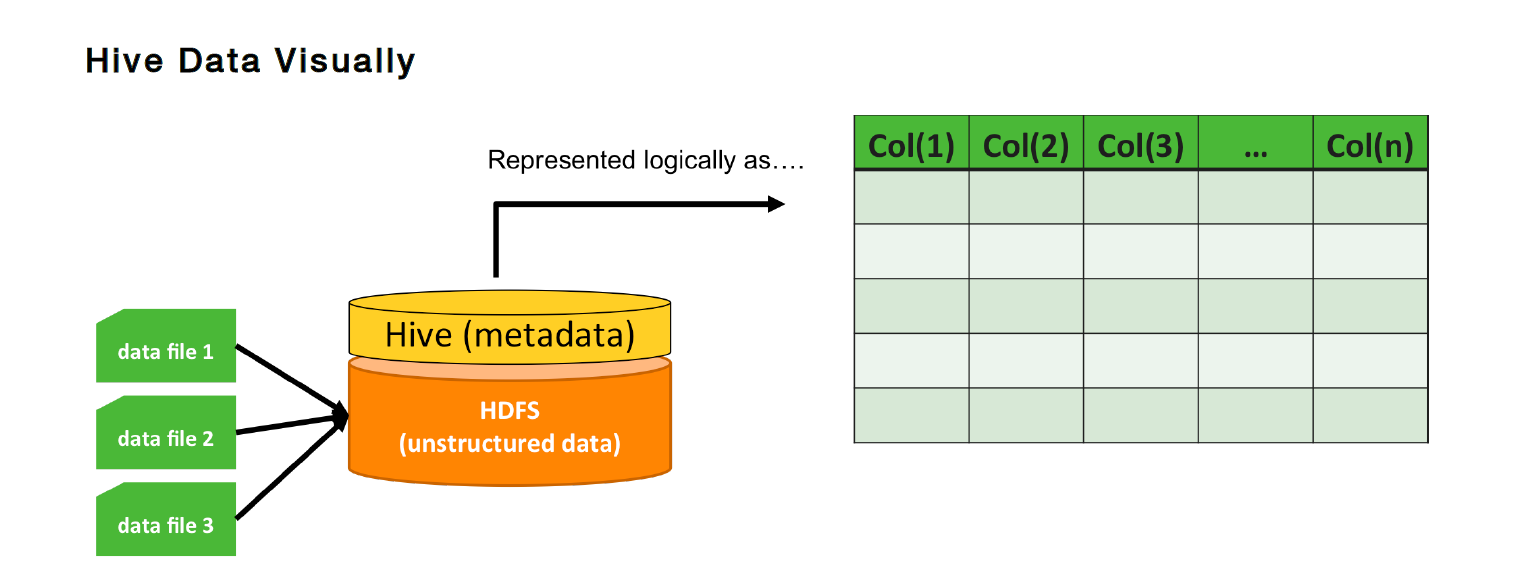 Hive Data Visually
Represented logically as....
Col(1) Col(2) Col(3) ... Col(n)
Hive (metadata)
HDFS
(unstructured data)
data file 1
data file 2
data file 3